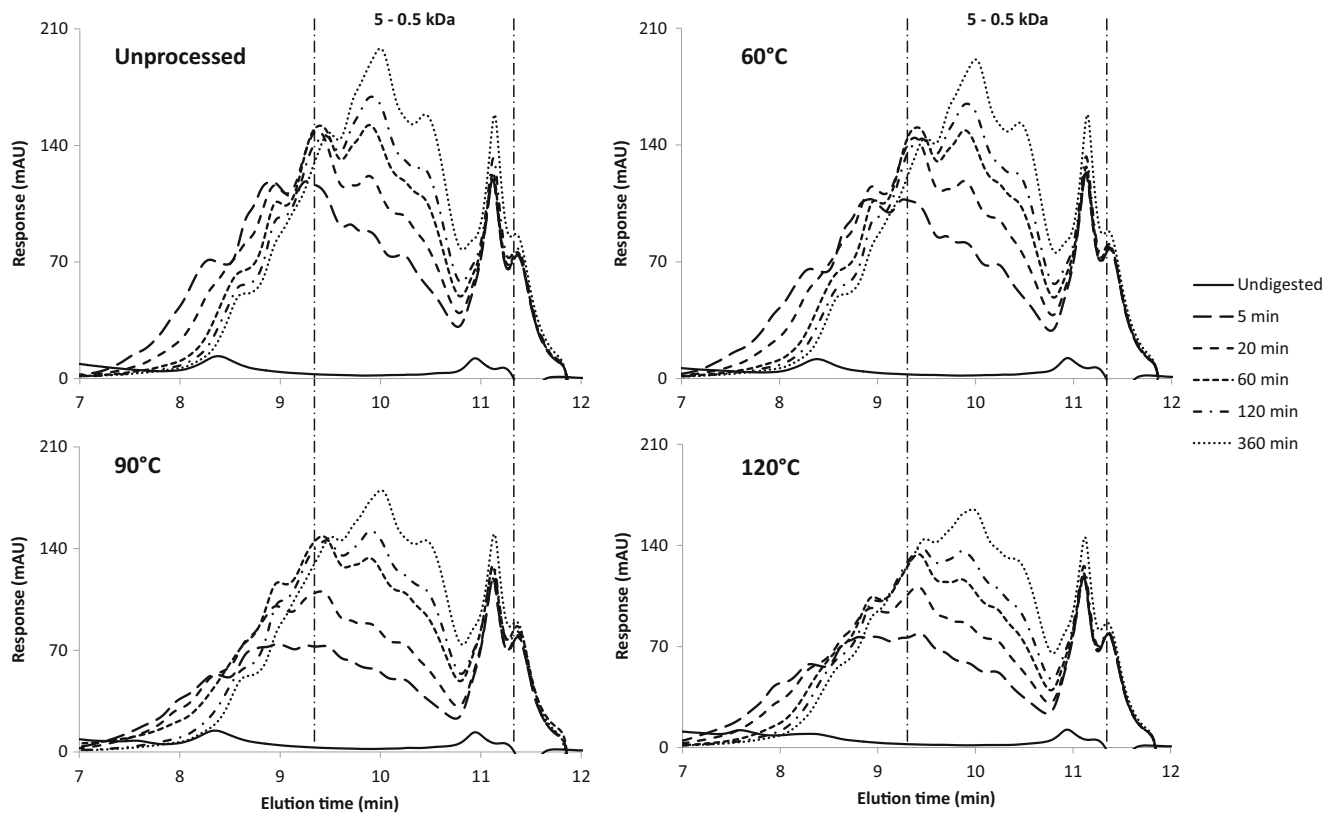 5 - 0.5 kDa
5 - 0.5 kDa
210
140
70
0
Response (mAU)
Unprocessed
7 8 9 10 11 12
210
140
70
0
Response (mAU)
60°C
7 8 9 10 11 12
Undigested
5 min
20 min
60 min
120 min
360 min
210
140
70
0
Response (mAU)
90°C
7 8 9 10 11 12
Elution time (min)
210
140
70
0
Response (mAU)
120°C
7 8 9 10 11 12
Elution time (min)